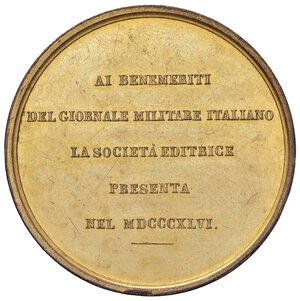 AI BENEMERITI
DEL GIORNALE MILITARE ITALIANO
LA SOCIETÀ EDITRICE
PRESENTA
NEL MDCCCXLVI.